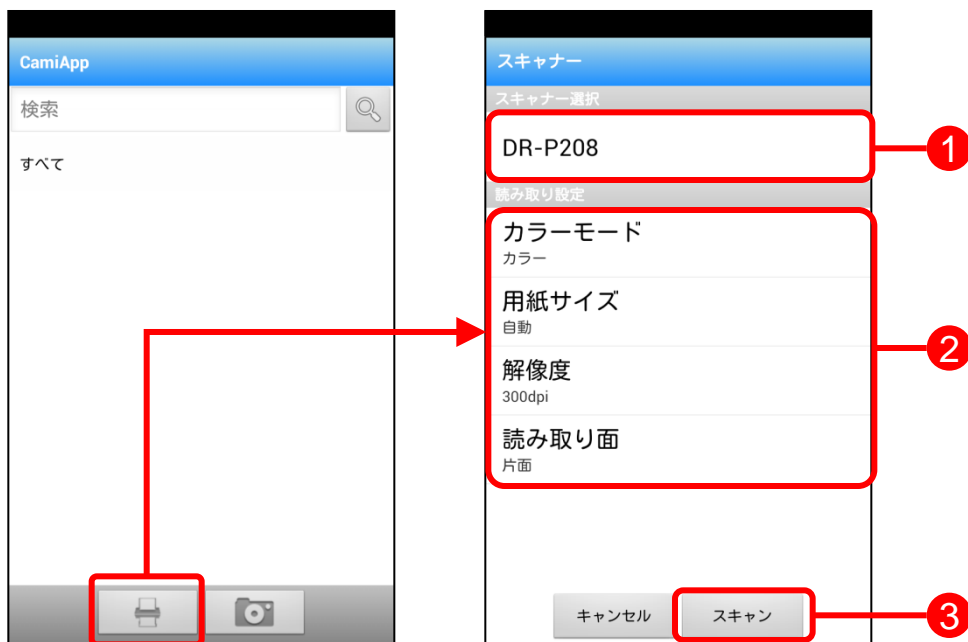 CamiApp
検索
すべて
スキャナー
スキャナー選択
DR-P208
1
読み取り設定
カラーモード
カラー
用紙サイズ
自動
解像度
300dpi
読み取り面
片面
2
キャンセル
スキャン
3